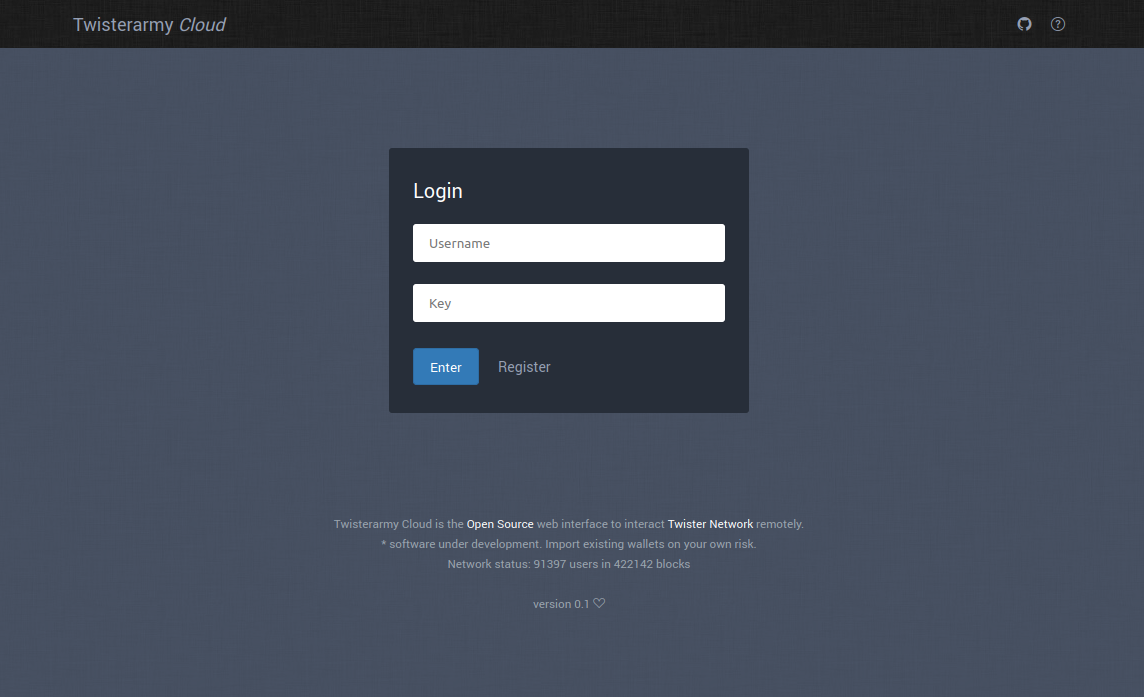 Twisterarmy Cloud
Login
Username
Key
Enter Register
Twisterarmy Cloud is the Open Source web interface to interact Twister Network remotely.
* software under development. Import existing wallets on your own risk.
Network status: 91397 users in 422142 blocks
version 0.1 ♡